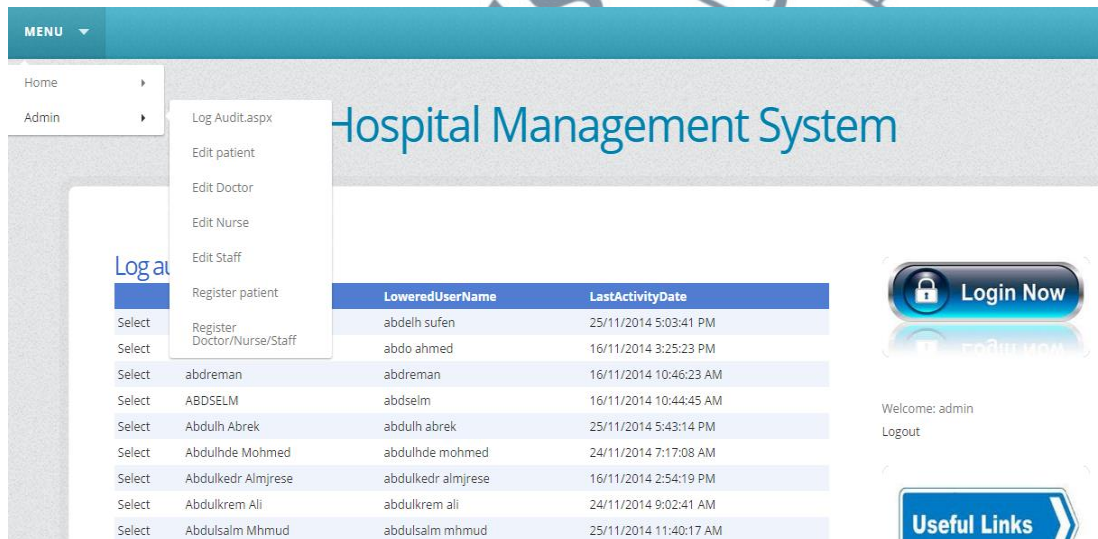 MENU
Home
Admin
Log Audit.aspx
Edit patient
Edit Doctor
Edit Nurse
Edit Staff
Register patient
Register
Doctor/Nurse/Staff
Hospital Management System
Log
LoweredUserName LastActivityDate
Select abdelh sufen 25/11/2014 5:03:41 PM
Select abdo ahmed 16/11/2014 3:25:23 PM
Select abdreman abdreman 16/11/2014 10:46:23 AM
Select ABDSELM abdselm 16/11/2014 10:44:45 AM
Select Abdulh Abrek abdulh abrek 25/11/2014 5:43:14 PM
Select Abdulhde Mohmed abdulhde mohmed 24/11/2014 7:17:08 AM
Select Abdulkedr Almjrese abdulkedr almjrese 16/11/2014 2:54:19 PM
Select Abdulkrem Ali abdulkrem ali 24/11/2014 9:02:41 AM
Select Abdulsalm Mhmud abdulsalm mhmud 25/11/2014 11:40:17 AM
Login Now
Welcome: admin
Logout
Useful Links